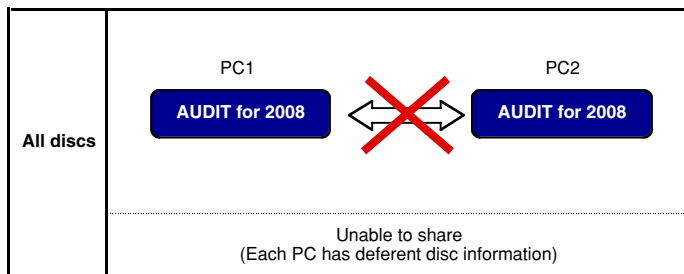 PC1 PC2
AUDIT for 2008 AUDIT for 2008
All discs
Unable to share
(Each PC has deferent disc information)